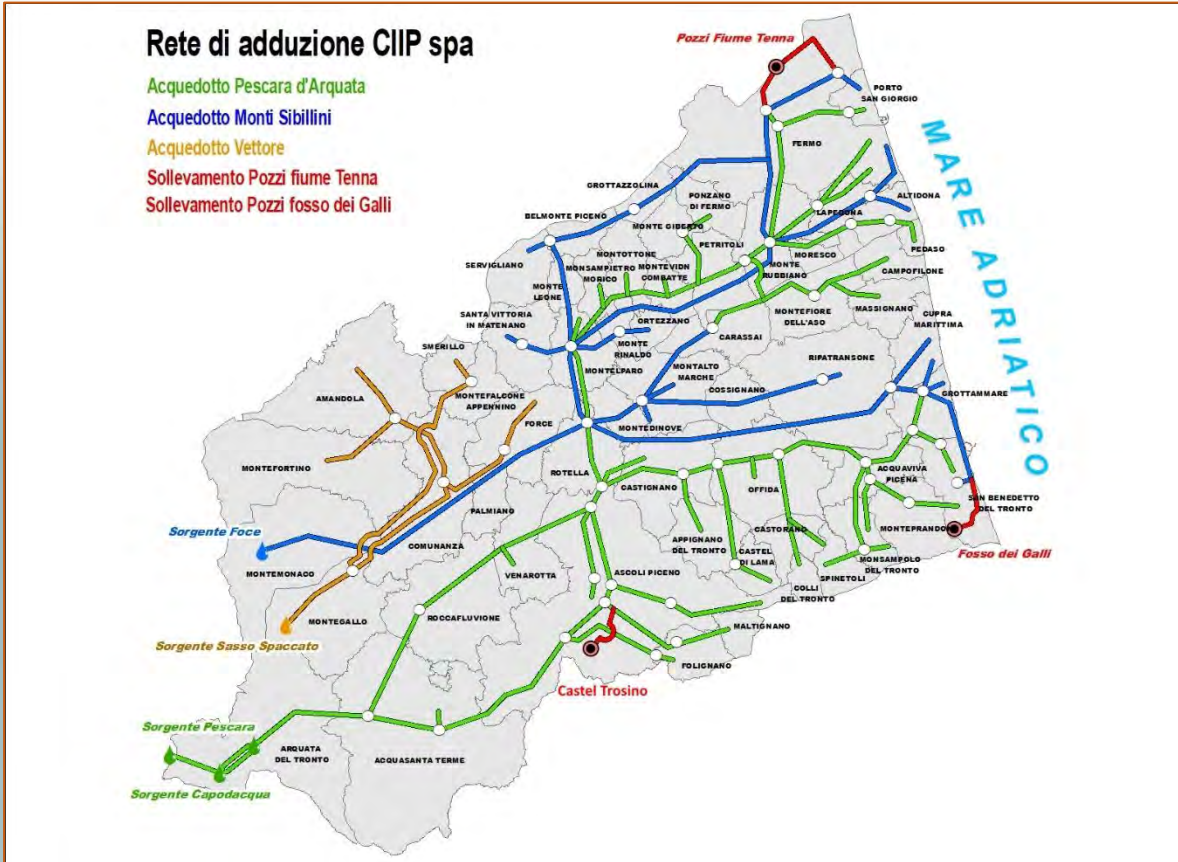 Rete di adduzione CIIP spa
Acquedotto Pescara d'Arquata
Acquedotto Monti Sibillini
Acquedotto Vettore
Sollevamento Pozzi fiume Tenna
Sollevamento Pozzi fosso dei Galli
Pozzi Fiume Tenna
PORTO
SAN GIORGIO
FERMO
MARE ADRIATICO
GROTTAZZOLINA
PONZANO
DI FERMO
ALTIDONA
BELMONTE PICENO
MONTE GIBERTO
LAPEDONA
PETRITOLI
SERVIGLIANO
MONTOTTONE
MORESCO
PEDASO
MONSAMPIETRO
MORICO
MONTEVIDN
COMBATTE
MONTE
RUBBIANO
CAMPOFILONE
MONTE
LEONE
MASSIGNANO
SANTA VITTORIA
IN MATENANO
ORTEZZANO
MONTEFIORE
DELL'ASO
CUPRA
MARITTIMA
CARASSAI
SMERILLO
MONTE
RINALDO
RIPATRANSONE
MONTELPARO
MONTALTO
MARCHE
COSSIGNANO
AMANDOLA
MONTEFALCONE
APPENNINO
GROTTAMMARE
FORCE
MONTEDINOVE
MONTEFORTINO
ROTELLA
CASTIGNANO
ACQUAVIVA
PICENA
OFFIDA
PALMIANO
SAN BENEDETTO
DEL TRONTO
Sorgente Foce
CASTORANO
MONTEPRANDON
COMUNANZA
APPIGNANO
DEL TRONTO
CASTEL
DI LAMA
Fosso dei Galli
MONTEMONACO
VENAROTTA
MONSAMPOLO
DEL TRONTO
SPINETOLI
ASCOLI PICENO
COLLI
DEL TRONTO
MONTEGALLO
ROCCAFLUVIONE
MALTIGNANO
Sorgente Sasso Spaccato
FOLIGNANO
Castel Trosino
Sorgente Pescara
ARQUATA
DEL TRONTO
ACQUASANTA TERME
Sorgente Capodacqua